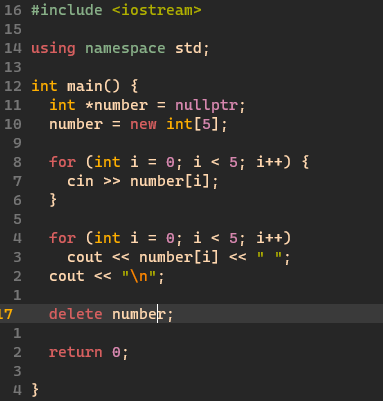 16 #include <iostream>
15
14 using namespace std;
13
12 int main() {
11   int *number = nullptr;
10   number = new int[5];
9
8   for (int i = 0; i < 5; i++) {
7     cin >> number[i];
6   }
5
4   for (int i = 0; i < 5; i++)
3     cout << number[i] << " ";
2   cout << "\n";
1
17   delete number;
1
2   return 0;
3
4 }